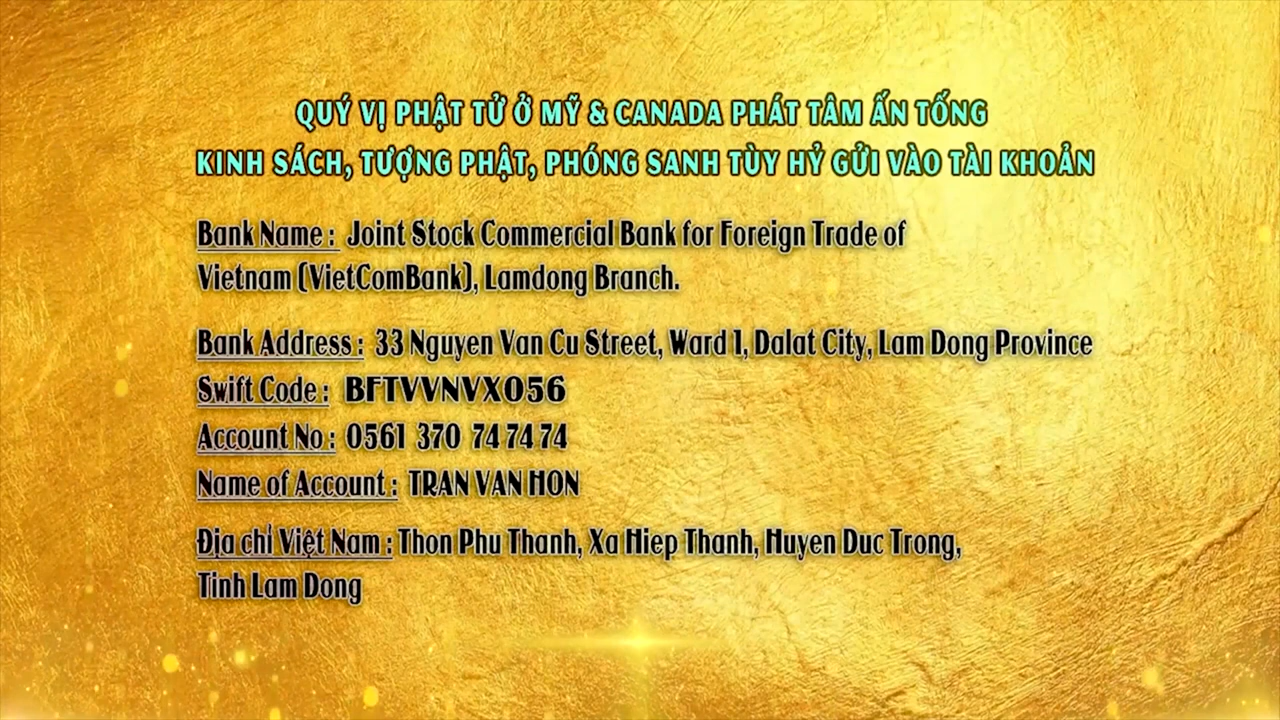 QUÝ VỊ PHẬT TỬ Ở MỸ & CANADA PHÁT TÂM ẤN TỐNG
KINH SÁCH, TƯỢNG PHẬT, PHÓNG SANH TÙY HỶ GỬI VÀO TÀI KHOẢN
Bank Name : Joint Stock Commercial Bank for Foreign Trade of
Vietnam (VietComBank), Lamdong Branch.
Bank Address : 33 Nguyen Van Cu Street, Ward 1, Dalat City, Lam Dong Province
Swift Code : BFTVVNVX056
Account No : 0561 370 74 74 74
Name of Account : TRAN VAN HON
Địa chỉ Việt Nam : Thon Phu Thanh, Xa Hiep Thanh, Huyen Duc Trong,
Tinh Lam Dong